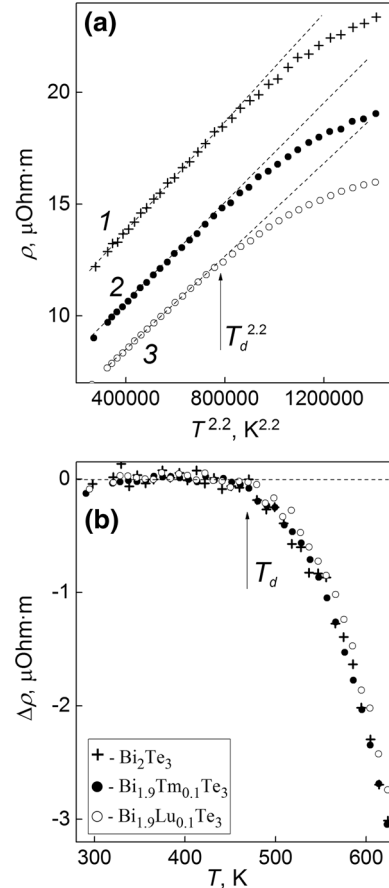 (a)
ρ, μOhm·m
20
15
10
1
2
3
T_d^2.2
400000 800000 1200000
T^2.2, K^2.2
(b)
Δρ, μOhm·m
0
-1
-2
-3
T_d
+ - Bi₂Te₃
● - Bi₁.₉Tm₀.₁Te₃
○ - Bi₁.₉Lu₀.₁Te₃
300 400 500 600
T, K